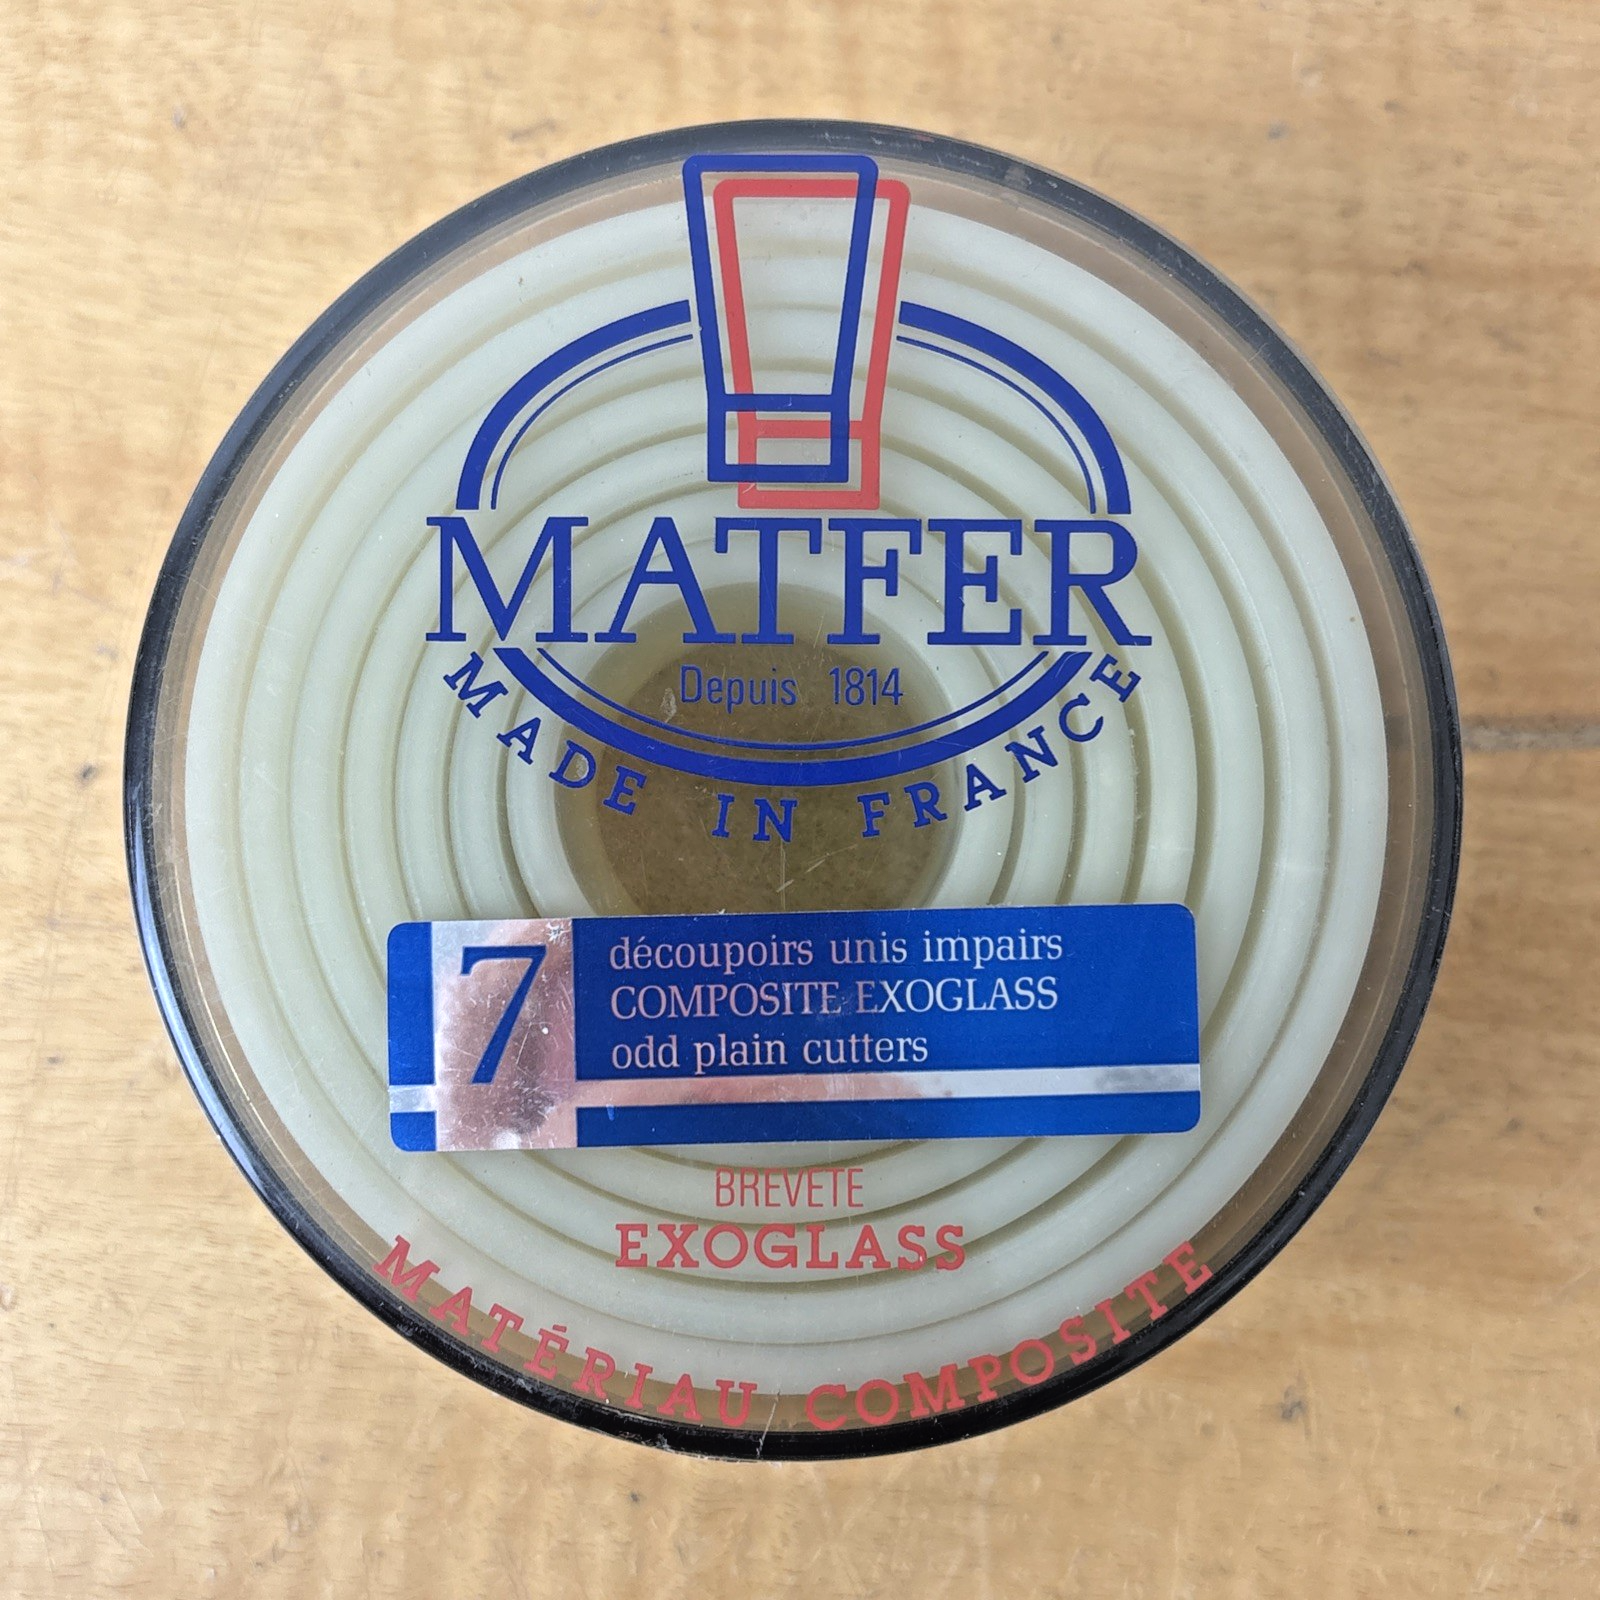 MATFER
Depuis 1814
MADE IN FRANCE
7
découpoirs unis impairs
COMPOSITE EXOGLASS
odd plain cutters
BREVETE
EXOGLASS
MATÉRIAU COMPOSITE